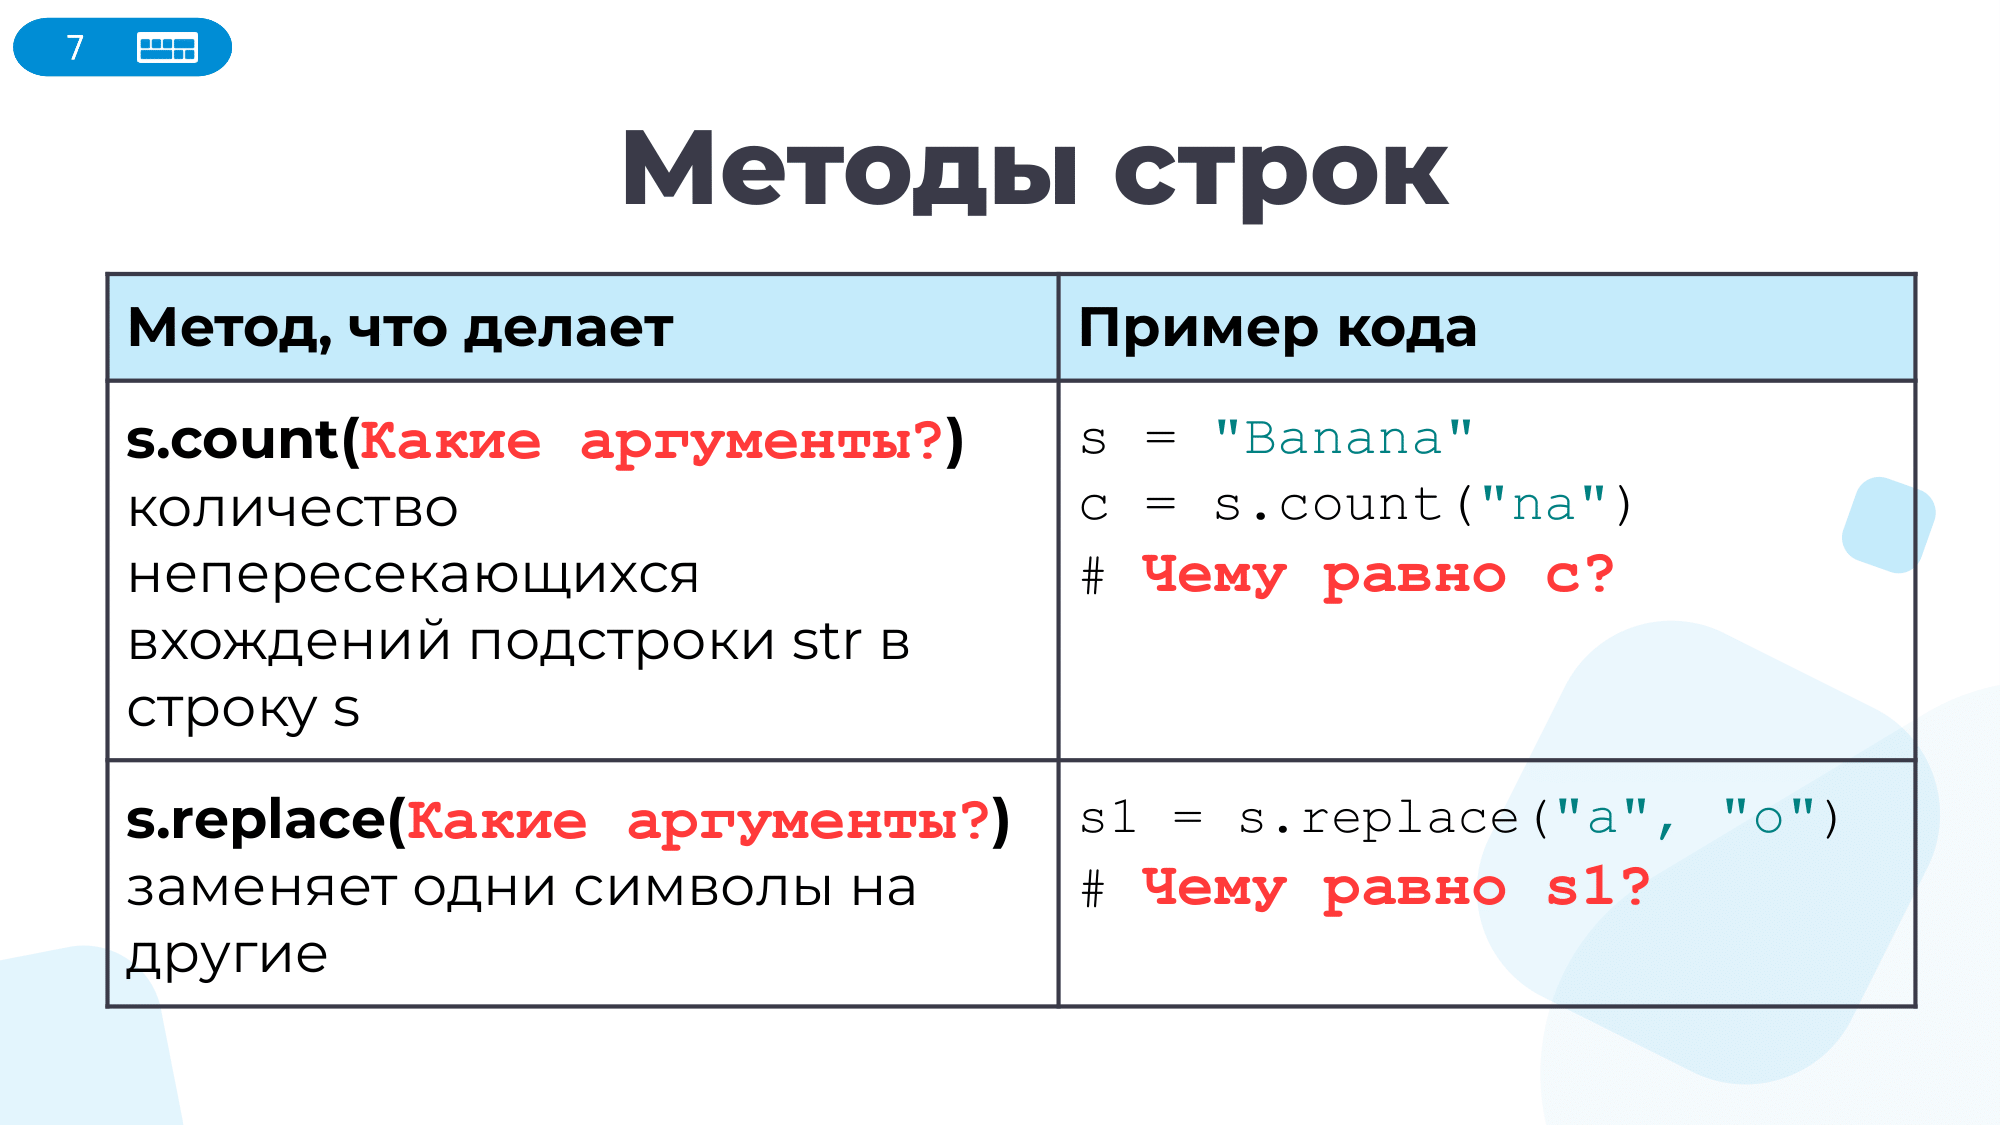 7
Методы строк
Метод, что делает
Пример кода
s.count(Какие аргументы?)
количество
непересекающихся
вхождений подстроки str в
строку s
s = "Banana"
c = s.count("na")
# Чему равно c?
s.replace(Какие аргументы?)
заменяет одни символы на
другие
s1 = s.replace("a", "o")
# Чему равно s1?